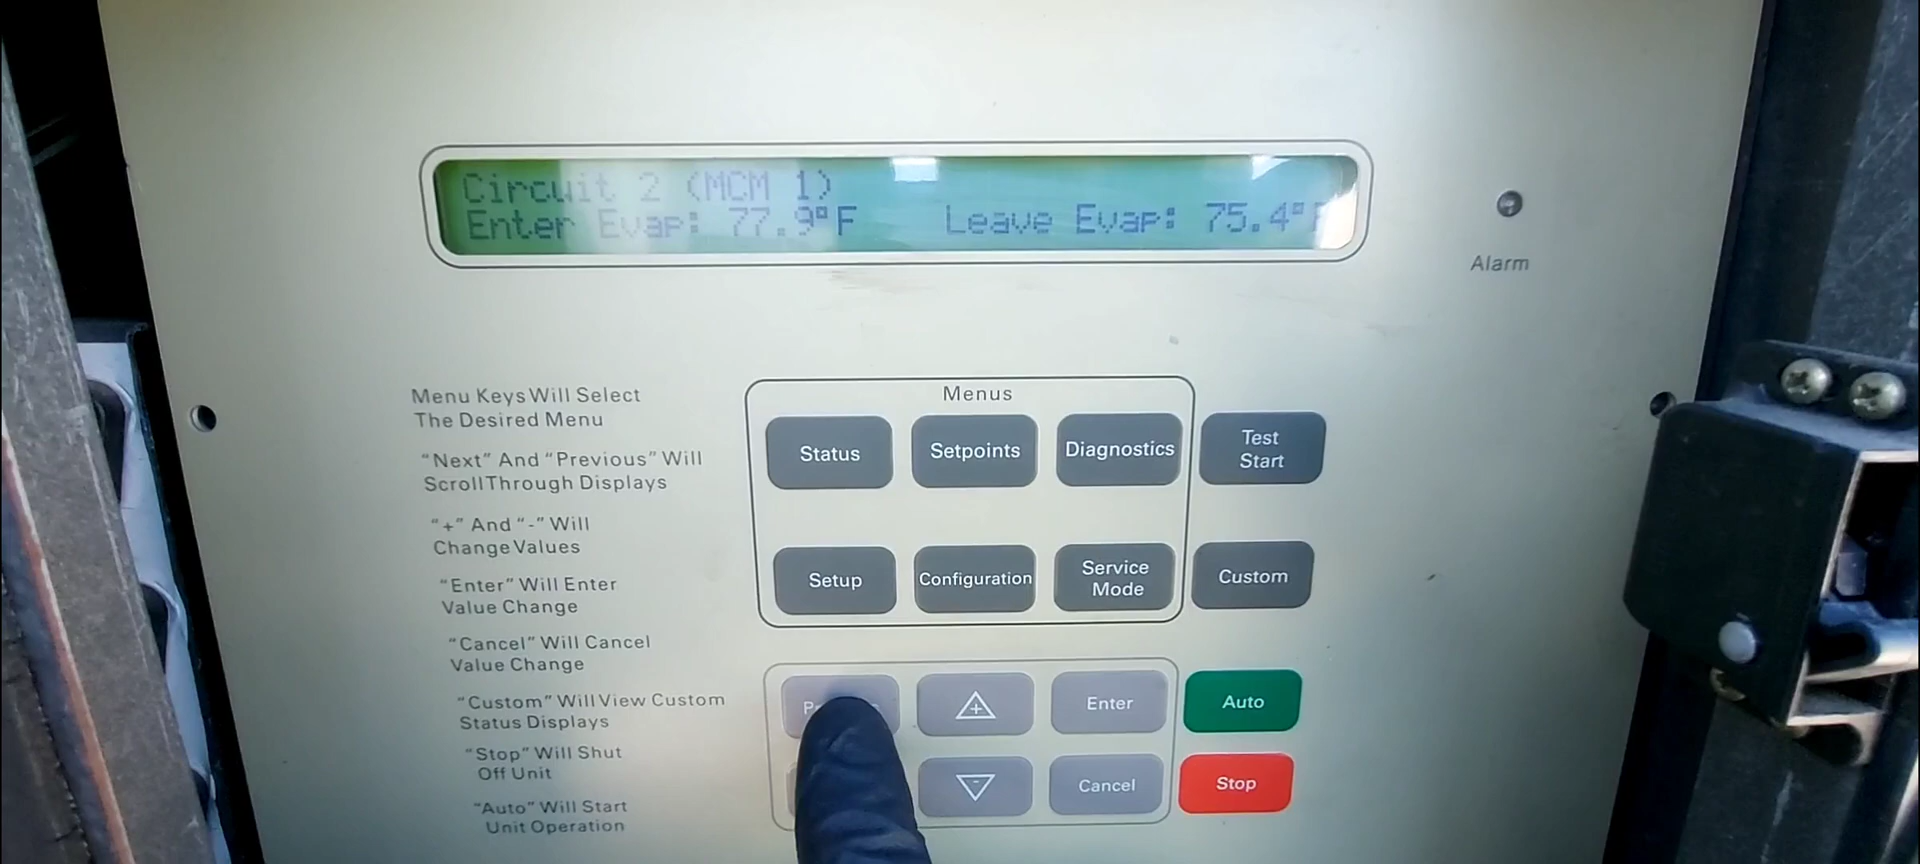 Circuit 2 (MCM 1)
Enter Evap: 77.9°F Leave Evap: 75.4°F
Alarm
Menu Keys Will Select
The Desired Menu
"Next" And "Previous" Will
Scroll Through Displays
"+" And "-" Will
Change Values
"Enter" Will Enter
Value Change
"Cancel" Will Cancel
Value Change
"Custom" Will View Custom
Status Displays
"Stop" Will Shut
Off Unit
"Auto" Will Start
Unit Operation
Menus
Status
Setpoints
Diagnostics
Test
Start
Setup
Configuration
Service
Mode
Custom
+
Enter
Auto
-
Cancel
Stop